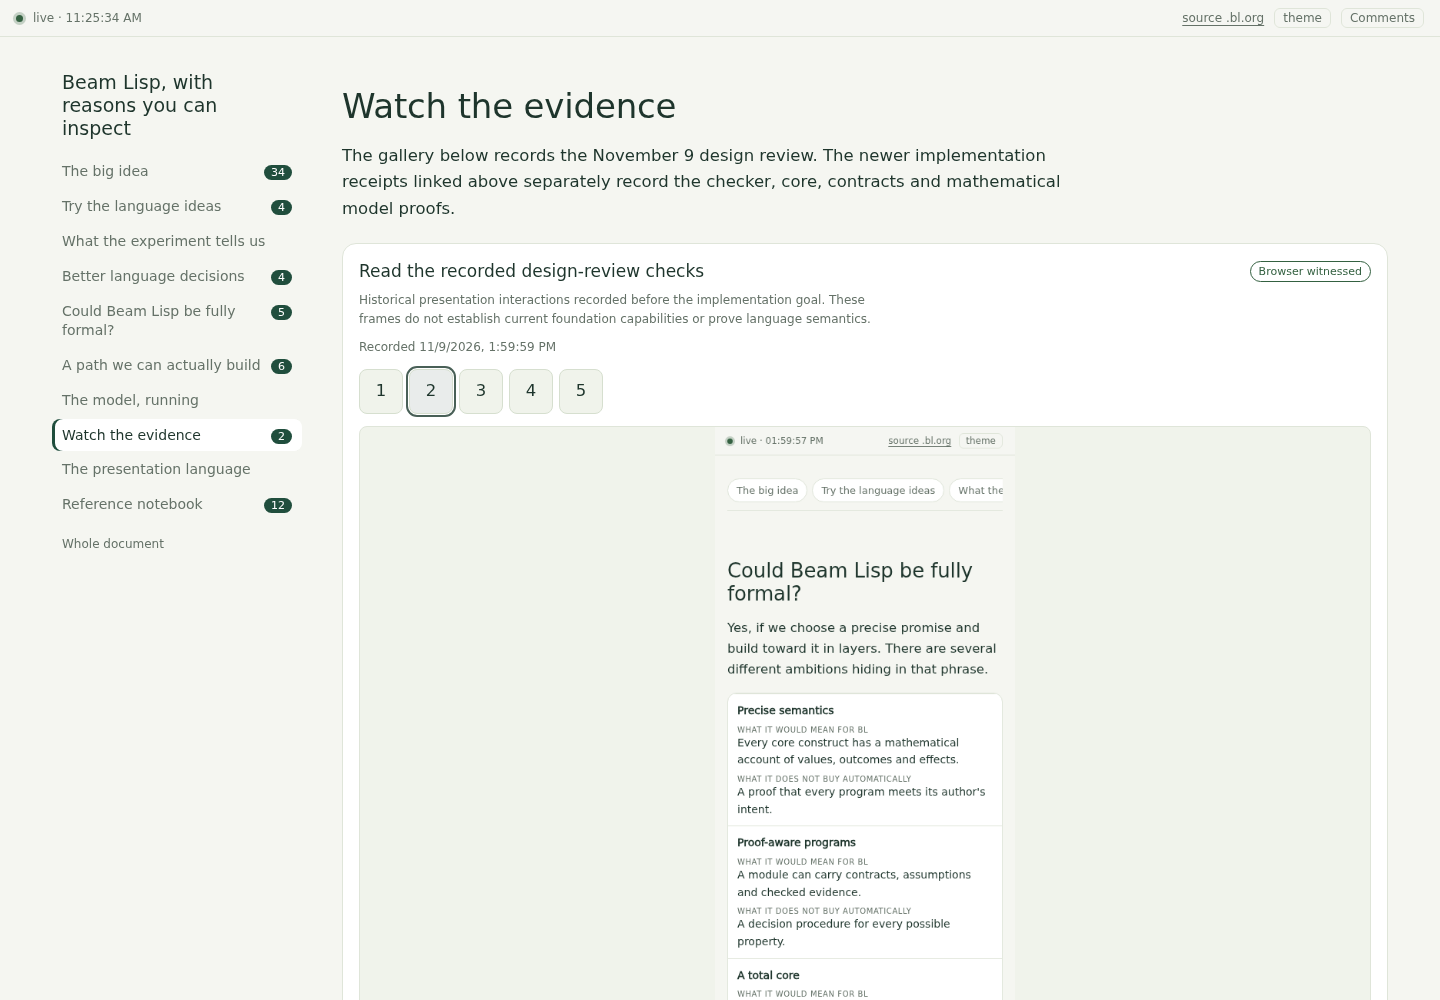 live · 11:25:34 AM
source .bl.org
theme
Comments
Beam Lisp, with
reasons you can
inspect
The big idea 34
Try the language ideas 4
What the experiment tells us
Better language decisions 4
Could Beam Lisp be fully 5
formal?
A path we can actually build 6
The model, running
Watch the evidence 2
The presentation language
Reference notebook 12
Whole document
Watch the evidence
The gallery below records the November 9 design review. The newer implementation
receipts linked above separately record the checker, core, contracts and mathematical
model proofs.
Read the recorded design-review checks
Browser witnessed
Historical presentation interactions recorded before the implementation goal. These
frames do not establish current foundation capabilities or prove language semantics.
Recorded 11/9/2026, 1:59:59 PM
1 2 3 4 5
live · 01:59:57 PM
source .bl.org
theme
The big idea
Try the language ideas
What the
Could Beam Lisp be fully
formal?
Yes, if we choose a precise promise and
build toward it in layers. There are several
different ambitions hiding in that phrase.
Precise semantics
WHAT IT WOULD MEAN FOR BL
Every core construct has a mathematical
account of values, outcomes and effects.
WHAT IT DOES NOT BUY AUTOMATICALLY
A proof that every program meets its author's
intent.
Proof-aware programs
WHAT IT WOULD MEAN FOR BL
A module can carry contracts, assumptions
and checked evidence.
WHAT IT DOES NOT BUY AUTOMATICALLY
A decision procedure for every possible
property.
A total core
WHAT IT WOULD MEAN FOR BL